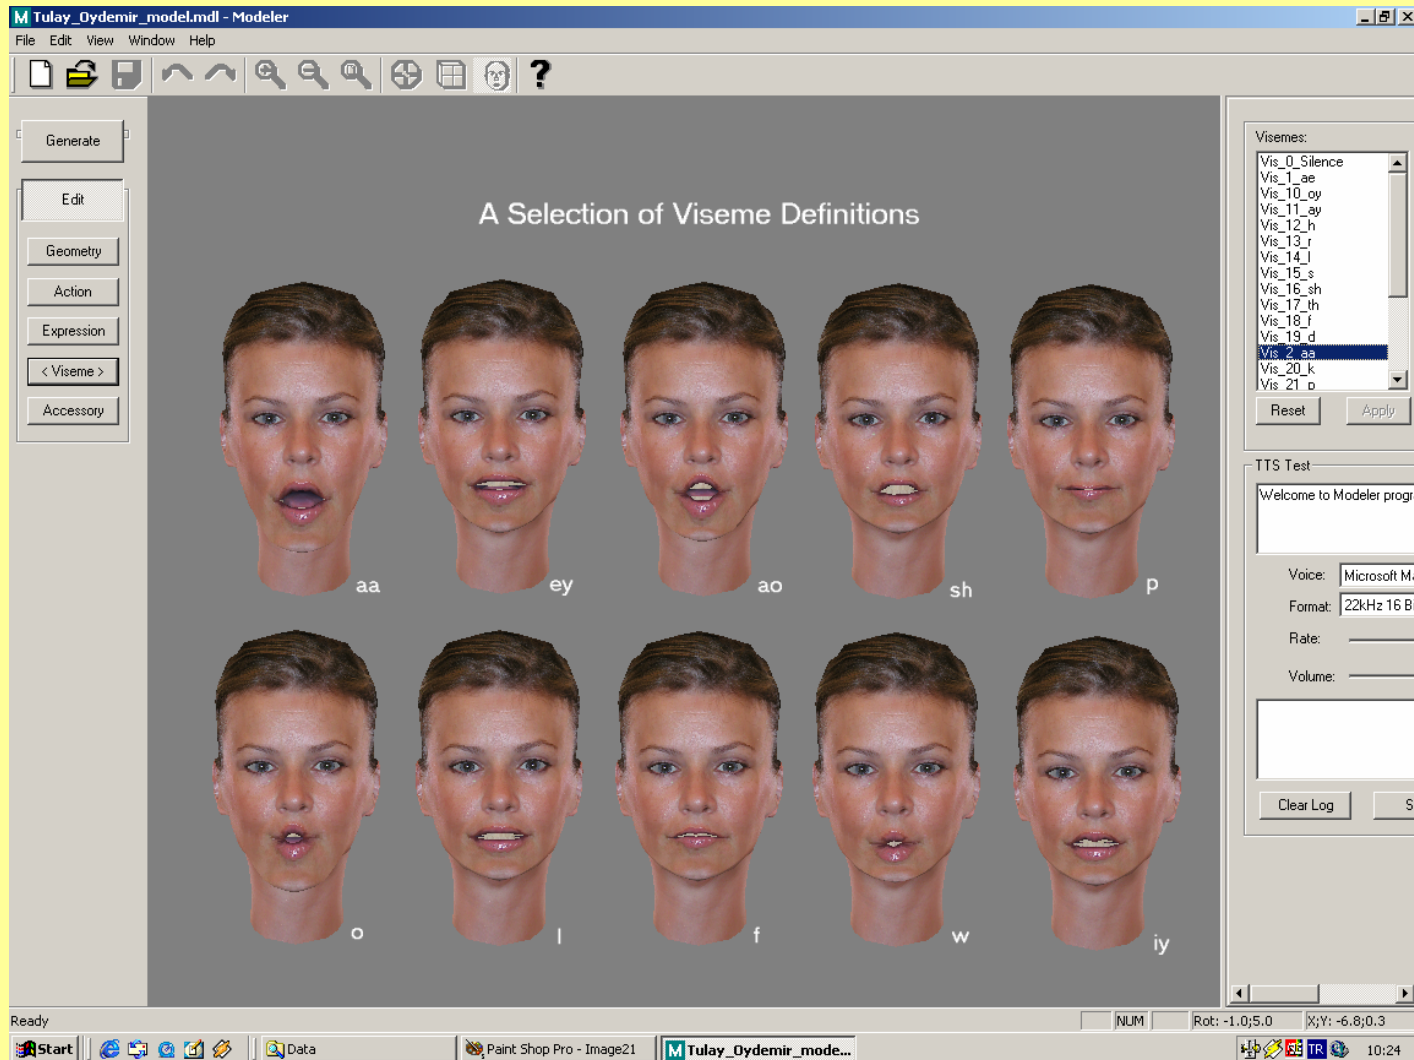 Tulay_Oydemir_model.mdl - Modeler
File Edit View Window Help
Generate
Edit
Geometry
Action
Expression
< Viseme >
Accessory
A Selection of Viseme Definitions
aa ey ao sh p
o l f w iy
Visemes:
Vis_0_Silence
Vis_1_ae
Vis_10_oy
Vis_11_ay
Vis_12_h
Vis_13_r
Vis_14_l
Vis_15_s
Vis_16_sh
Vis_17_th
Vis_18_f
Vis_19_d
Vis_2_aa
Vis_20_k
Vis_21_p
Reset Apply
TTS Test
Welcome to Modeler progr
Voice: Microsoft M
Format: 22kHz 16 B
Rate:
Volume:
Clear Log S
Ready NUM Rot: -1.0;5.0 X;Y: -6.8;0.3
Start Data Paint Shop Pro - Image21 M Tulay_Oydemir_mode... TR 10:24